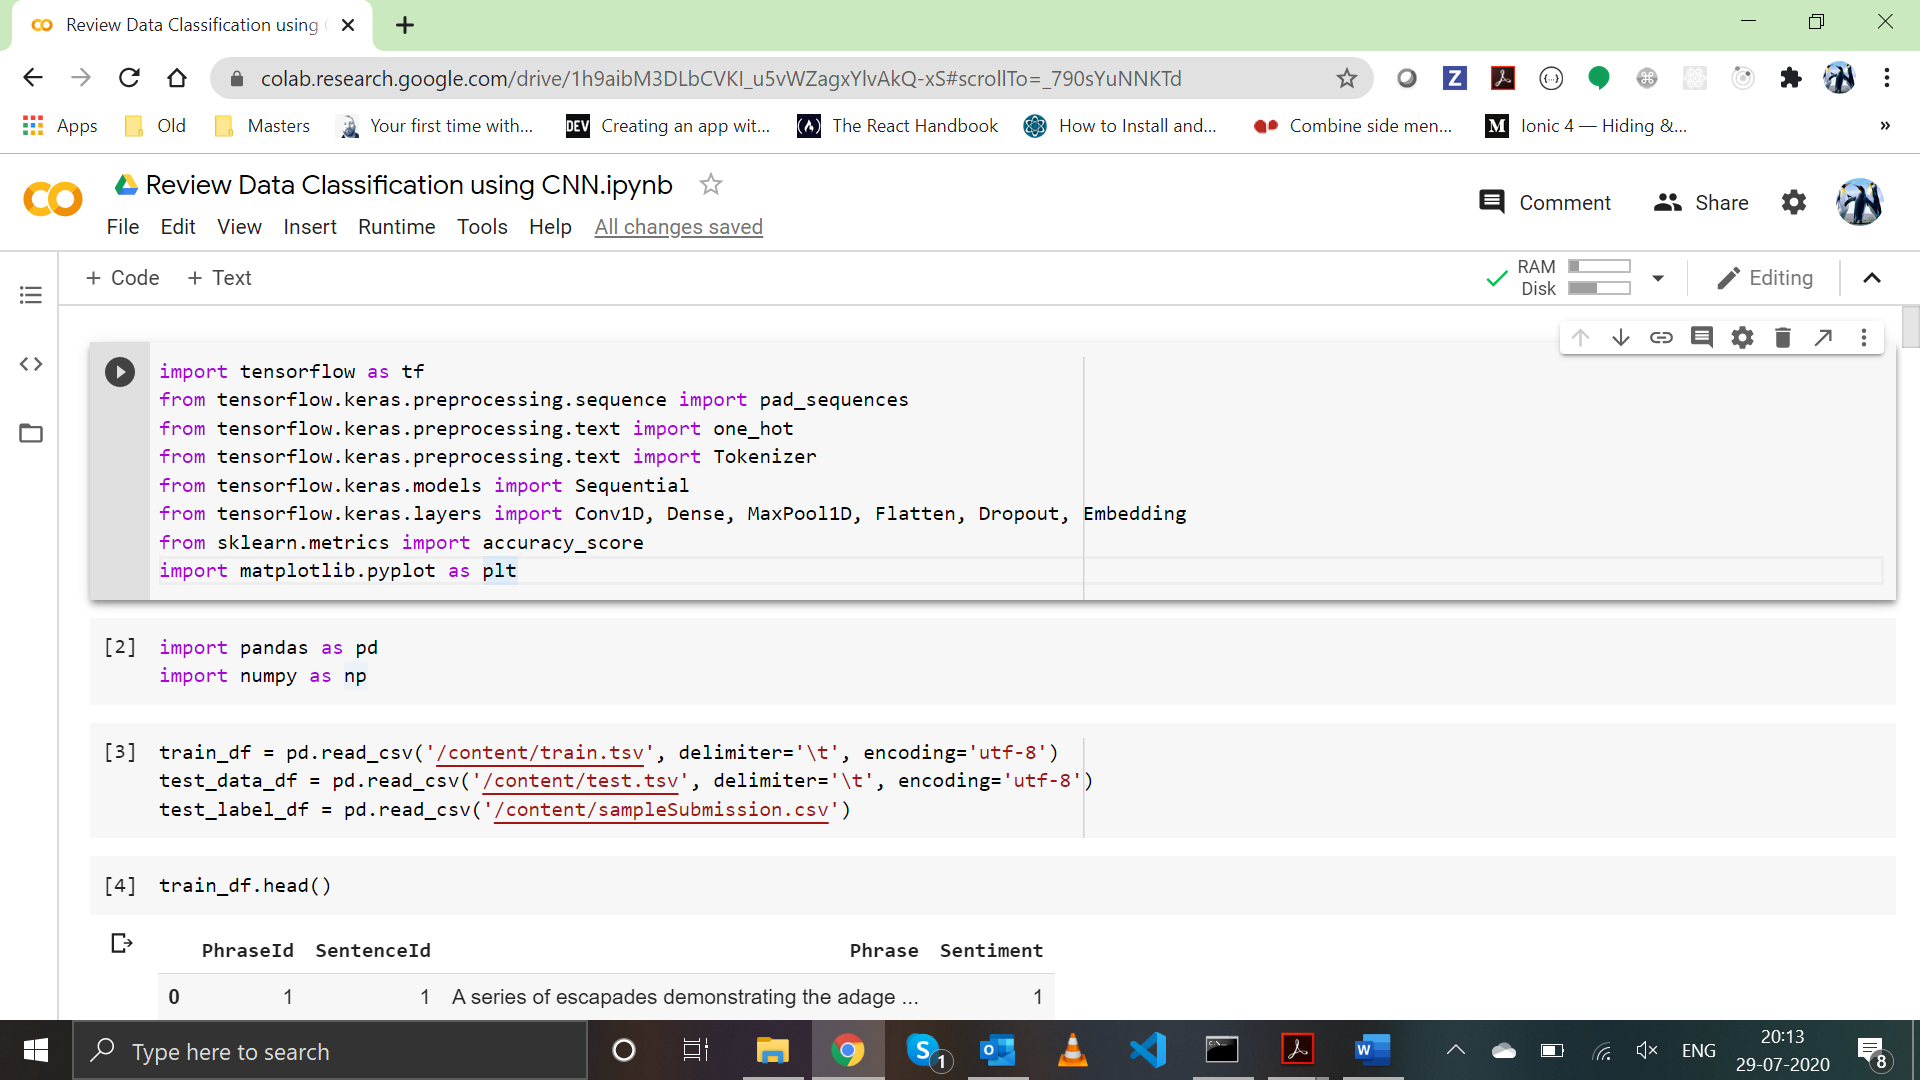 Review Data Classification using
colab.research.google.com/drive/1h9aibM3DLbCVKI_u5vWZagxYlvAkQ-xS#scrollTo=_790sYuNNKTd
Apps Old Masters Your first time with... DEV Creating an app wit... The React Handbook How to Install and... Combine side men... M Ionic 4 — Hiding &... »
Review Data Classification using CNN.ipynb
Comment Share
File Edit View Insert Runtime Tools Help All changes saved
+ Code + Text
RAM
Disk
Editing
import tensorflow as tf
from tensorflow.keras.preprocessing.sequence import pad_sequences
from tensorflow.keras.preprocessing.text import one_hot
from tensorflow.keras.preprocessing.text import Tokenizer
from tensorflow.keras.models import Sequential
from tensorflow.keras.layers import Conv1D, Dense, MaxPool1D, Flatten, Dropout, Embedding
from sklearn.metrics import accuracy_score
import matplotlib.pyplot as plt
[2] import pandas as pd
import numpy as np
[3] train_df = pd.read_csv('/content/train.tsv', delimiter='\t', encoding='utf-8')
test_data_df = pd.read_csv('/content/test.tsv', delimiter='\t', encoding='utf-8')
test_label_df = pd.read_csv('/content/sampleSubmission.csv')
[4] train_df.head()
PhraseId SentenceId Phrase Sentiment
0 1 1 A series of escapades demonstrating the adage ... 1
Type here to search
S 1
ENG
20:13
29-07-2020
8